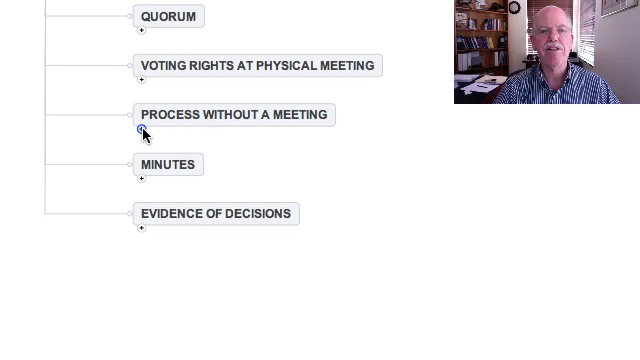 QUORUM
VOTING RIGHTS AT PHYSICAL MEETING
PROCESS WITHOUT A MEETING
MINUTES
EVIDENCE OF DECISIONS